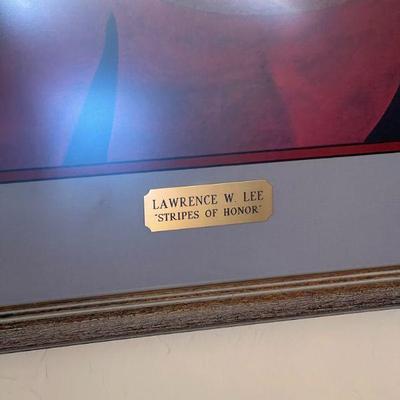 LAWRENCE W. LEE
"STRIPES OF HONOR"